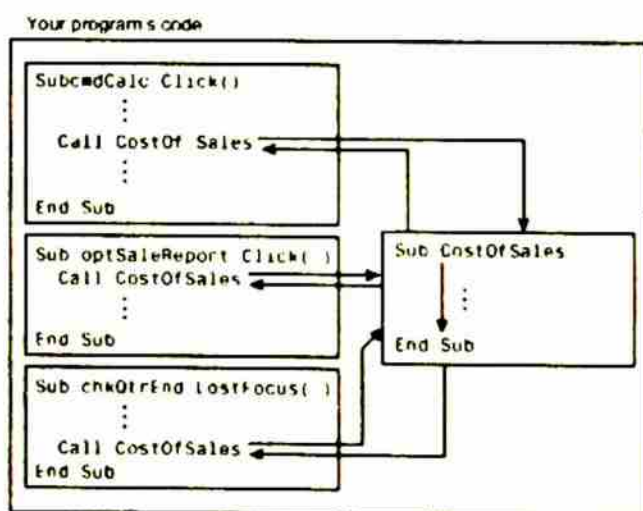 Your program's code
SubcmdCalc Click()
Call CostOf Sales
End Sub
Sub optSaleReport Click( )
Call CostOfSales
End Sub
Sub chkQtrEnd LostFocus( )
Call CostOfSales
End Sub
Sub CostOfSales
End Sub